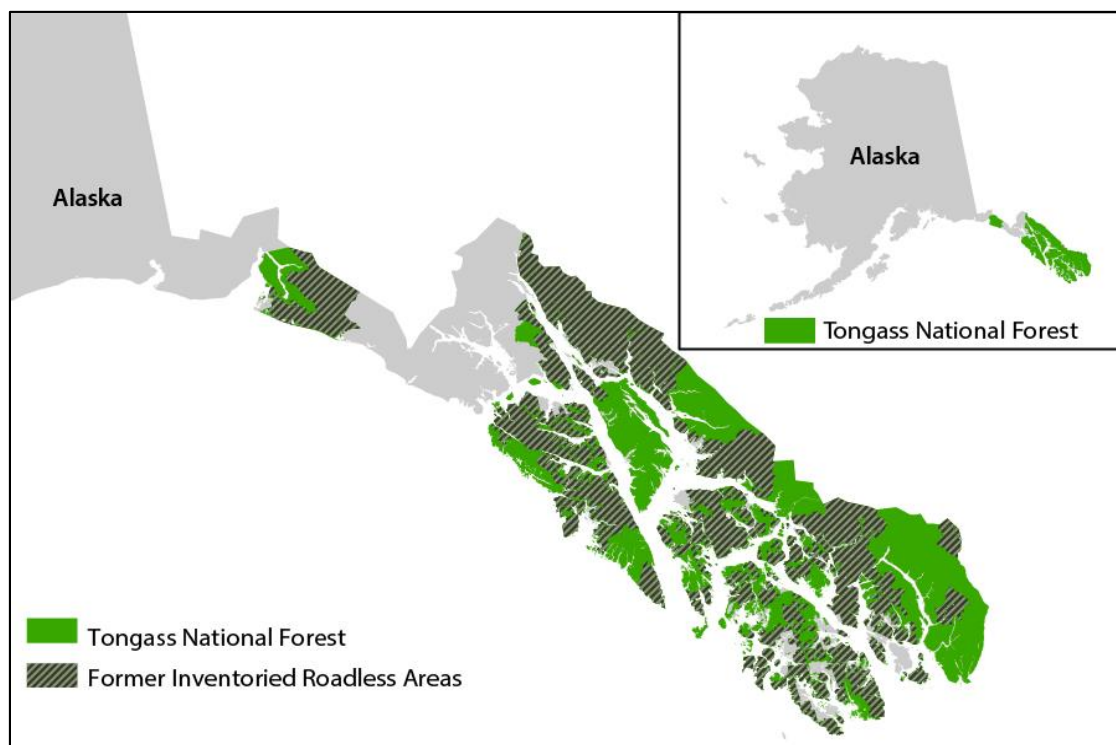 Alaska
Alaska
Tongass National Forest
Tongass National Forest
Former Inventoried Roadless Areas